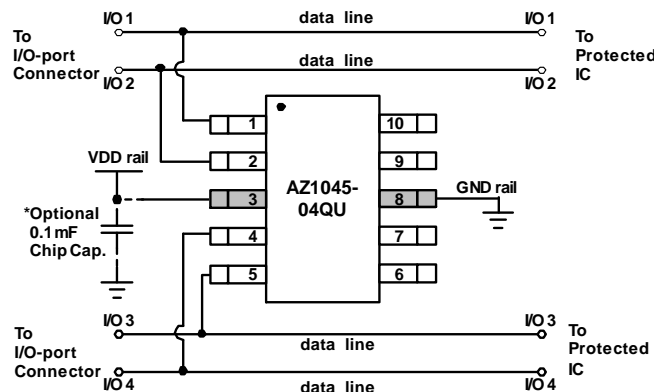 I/O 1 data line I/O 1
To
I/O-port
Connector
To
Protected
IC
data line
I/O 2 I/O 2
1 10
2 9
3 8
4 7
5 6
AZ1045-
04QU
VDD rail
GND rail
*Optional
0.1mF
Chip Cap.
I/O 3 I/O 3
To
I/O-port
Connector
data line
To
Protected
IC
I/O 4 data line I/O 4